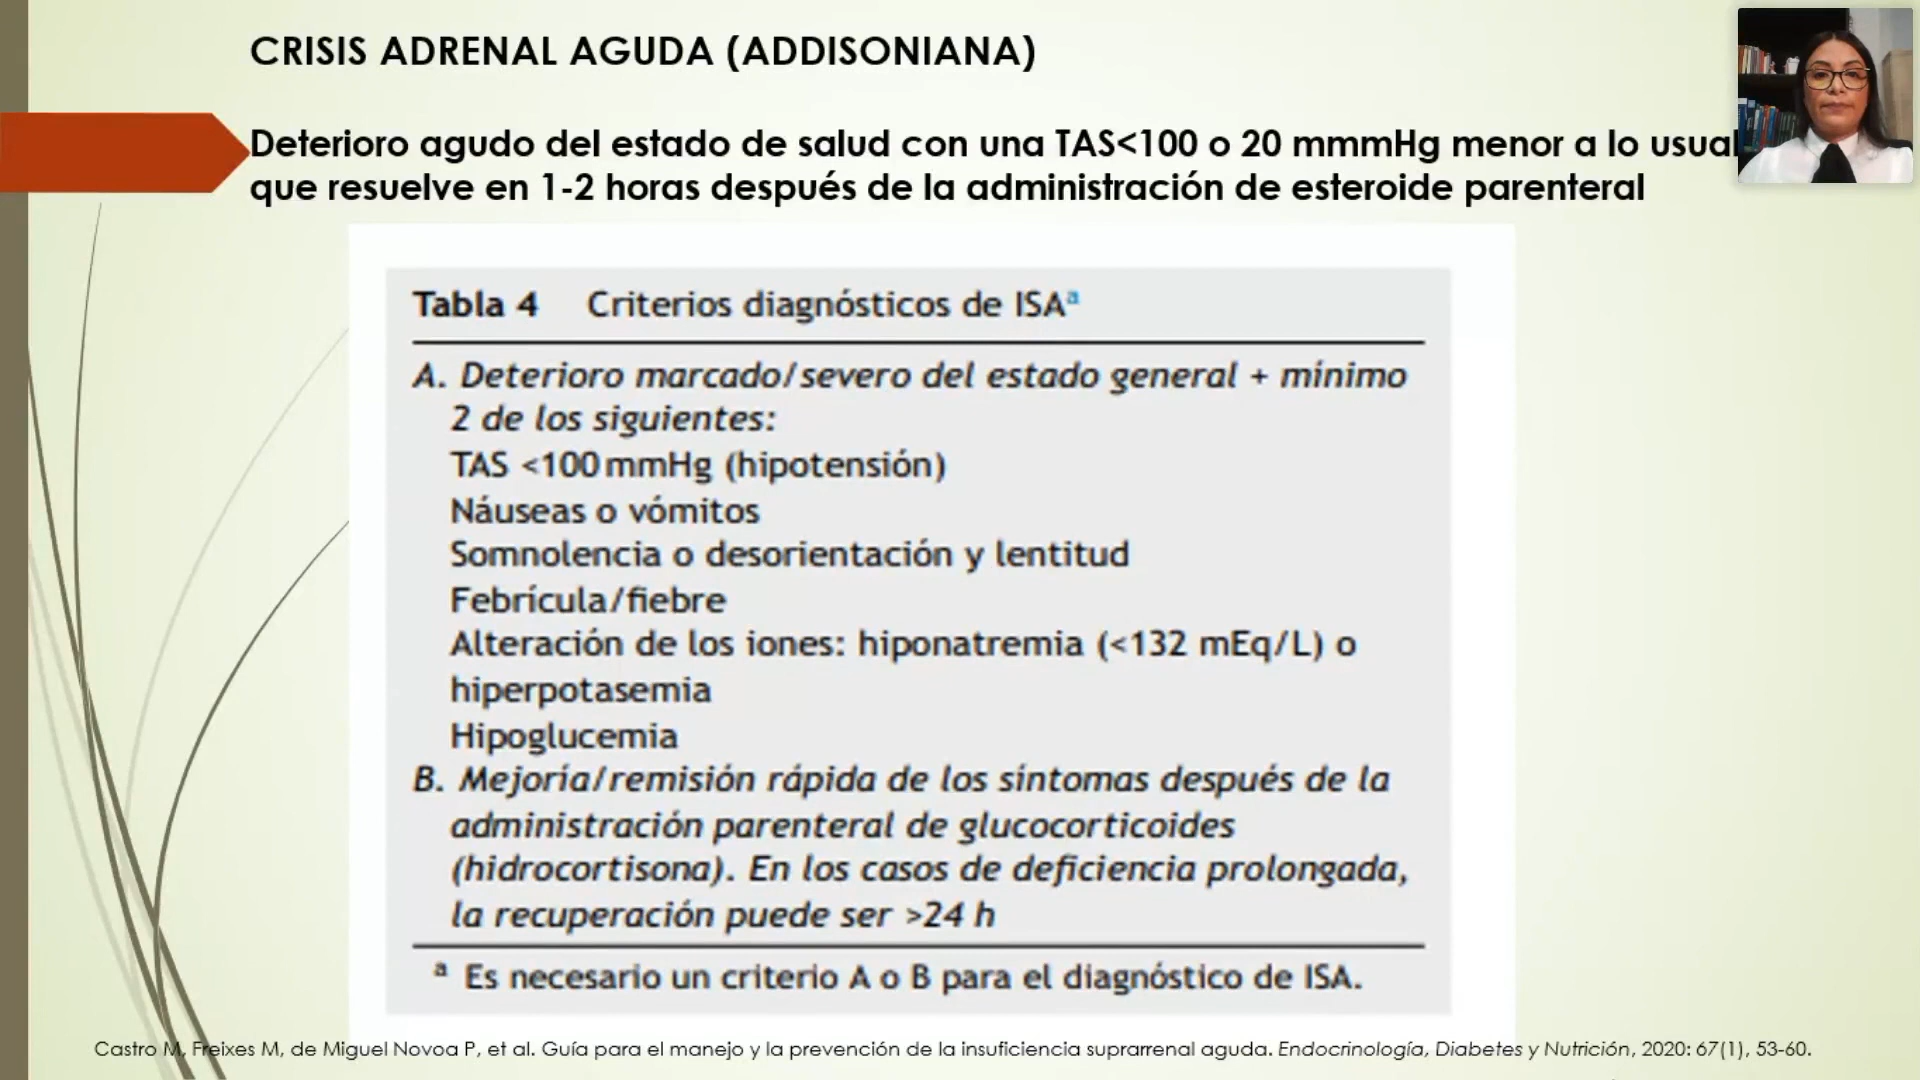 CRISIS ADRENAL AGUDA (ADDISONIANA)
Deterioro agudo del estado de salud con una TAS<100 o 20 mmmHg menor a lo usual
que resuelve en 1-2 horas después de la administración de esteroide parenteral
Tabla 4 Criterios diagnósticos de ISAª
A. Deterioro marcado/severo del estado general + mínimo
2 de los siguientes:
TAS <100 mmHg (hipotensión)
Náuseas o vómitos
Somnolencia o desorientación y lentitud
Febrícula/fiebre
Alteración de los iones: hiponatremia (<132 mEq/L) o
hiperpotasemia
Hipoglucemia
B. Mejoría/remisión rápida de los síntomas después de la
administración parenteral de glucocorticoides
(hidrocortisona). En los casos de deficiencia prolongada,
la recuperación puede ser >24 h
ª Es necesario un criterio A o B para el diagnóstico de ISA.
Castro M, Freixes M, de Miguel Novoa P, et al. Guía para el manejo y la prevención de la insuficiencia suprarrenal aguda. Endocrinología, Diabetes y Nutrición, 2020: 67(1), 53-60.